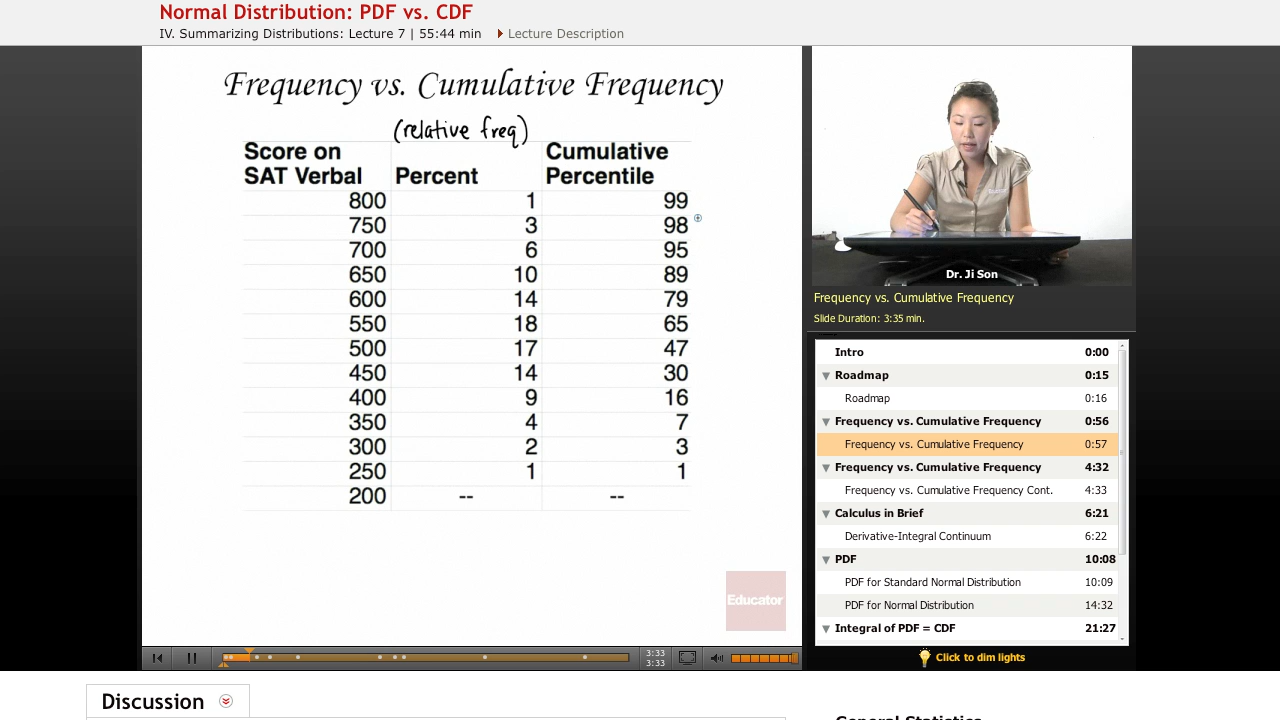 Normal Distribution: PDF vs. CDF
IV. Summarizing Distributions: Lecture 7 | 55:44 min Lecture Description
Frequency vs. Cumulative Frequency
(relative freq)
Score on SAT Verbal Percent Cumulative Percentile
800 1 99
750 3 98
700 6 95
650 10 89
600 14 79
550 18 65
500 17 47
450 14 30
400 9 16
350 4 7
300 2 3
250 1 1
200 -- --
Educator
3:33
3:33
Dr. Ji Son
Frequency vs. Cumulative Frequency
Slide Duration: 3:35 min.
Intro 0:00
Roadmap 0:15
Roadmap 0:16
Frequency vs. Cumulative Frequency 0:56
Frequency vs. Cumulative Frequency 0:57
Frequency vs. Cumulative Frequency 4:32
Frequency vs. Cumulative Frequency Cont. 4:33
Calculus in Brief 6:21
Derivative-Integral Continuum 6:22
PDF 10:08
PDF for Standard Normal Distribution 10:09
PDF for Normal Distribution 14:32
Integral of PDF = CDF 21:27
Click to dim lights
Discussion
General Statistics